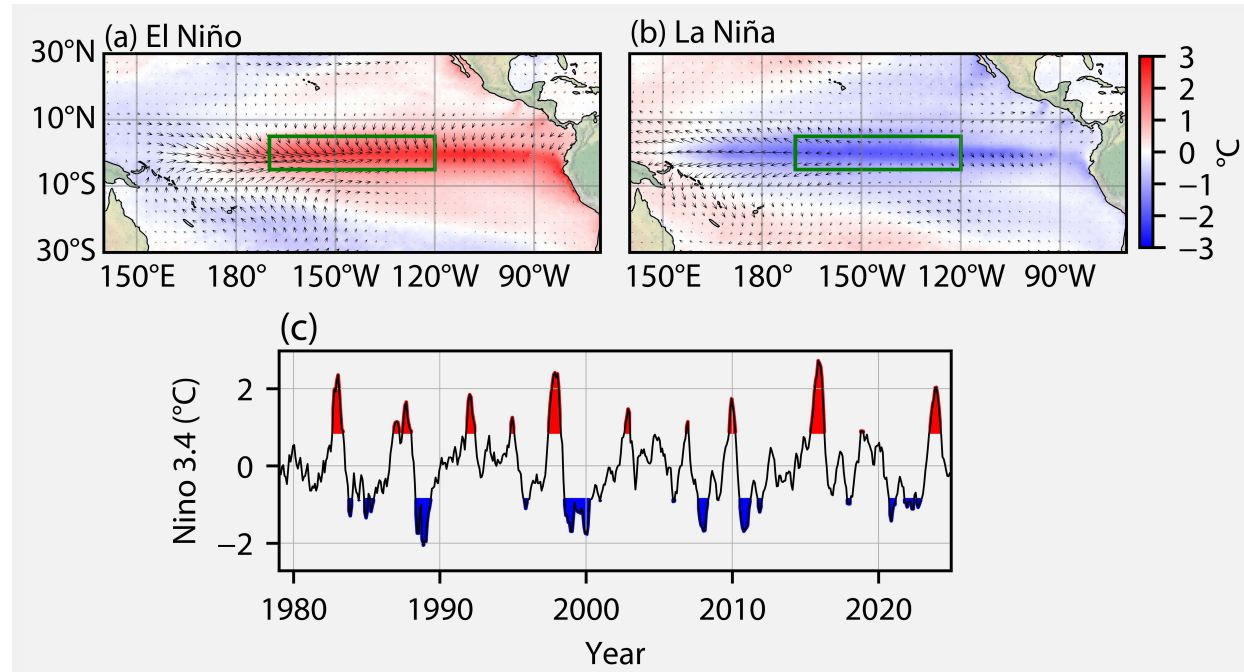 (a) El Niño
(b) La Niña
30°N
10°N
10°S
30°S
150°E 180° 150°W 120°W 90°W
150°E 180° 150°W 120°W 90°W
3
2
1
0
−1
−2
−3
°C
(c)
2
0
−2
Nino 3.4 (°C)
1980 1990 2000 2010 2020
Year